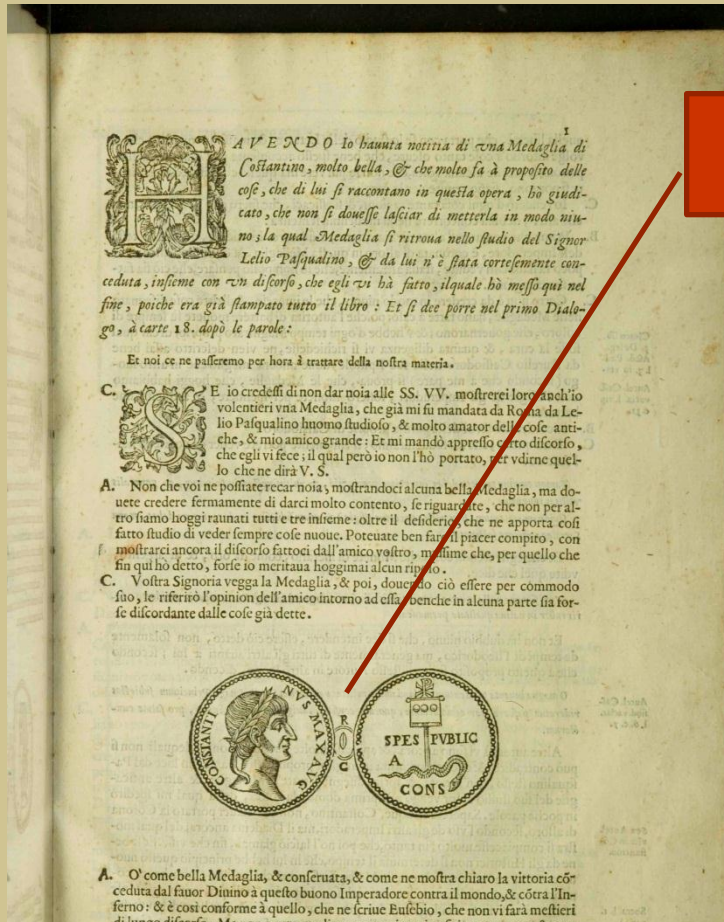 1
HAVENDO Io hauuta notitia di vna Medaglia di
Coſtantino, molto bella, & che molto fa à propoſito delle
coſe, che di lui ſi raccontano in queſta opera, hò giudi-
cato, che non ſi doueſſe laſciar di metterla in modo niu-
no; la qual Medaglia ſi ritroua nello ſtudio del Signor
Lelio Paſqualino, & da lui n'è ſtata corteſemente con-
ceduta, inſieme con vn diſcorſo, che egli vi hà fatto, ilquale hò meſſo quì nel
fine, poiche era già ſtampato tutto il libro: Et ſi dee porre nel primo Dialo-
go, à carte 18. dopò le parole:
Et noi ce ne paſſeremo per hora à trattare della noſtra materia.
C. SE io credeſſi di non dar noia alle SS. VV. moſtrerei loro anch'io
volentieri vna Medaglia, che già mi fu mandata da Roma da Le-
lio Paſqualino huomo ſtudioſo, & molto amator delle coſe anti-
che, & mio amico grande: Et mi mandò appreſſo certo diſcorſo,
che egli vi fece; il qual però io non l'hò portato, per vdirne quel-
lo che ne dirà V. S.
A. Non che voi ne poſſiate recar noia, moſtrandoci alcuna bella Medaglia, ma do-
uete credere fermamente di darci molto contento, ſe riguardate, che non per al-
tro ſiamo hoggi raunati tutti e tre inſieme: oltre il deſiderio, che ne apporta coſi
fatto ſtudio di veder ſempre coſe nuoue. Poteuate ben fare il piacer compito, con
moſtrarci ancora il diſcorſo fattoci dall'amico voſtro, maſſime che, per quello che
fin quì hò detto, forſe io meritaua hoggimai alcun ripoſo.
C. Voſtra Signoria vegga la Medaglia, & poi, douendo ciò eſſere per commodo
ſuo, le riferirò l'opinion dell'amico intorno ad eſſa, benche in alcuna parte ſia for-
ſe diſcordante dalle coſe già dette.
CONSTANTI NVS MAX AVG
R
C
SPES PVBLIC
A
CONS
A. O' come bella Medaglia, & conſeruata, & come ne moſtra chiaro la vittoria cō-
ceduta dal fauor Diuino à queſto buono Imperadore contra il mondo, & cōtra l'In-
ferno: & è così conforme à quello, che ne ſcriue Euſebio, che non vi farà meſtieri